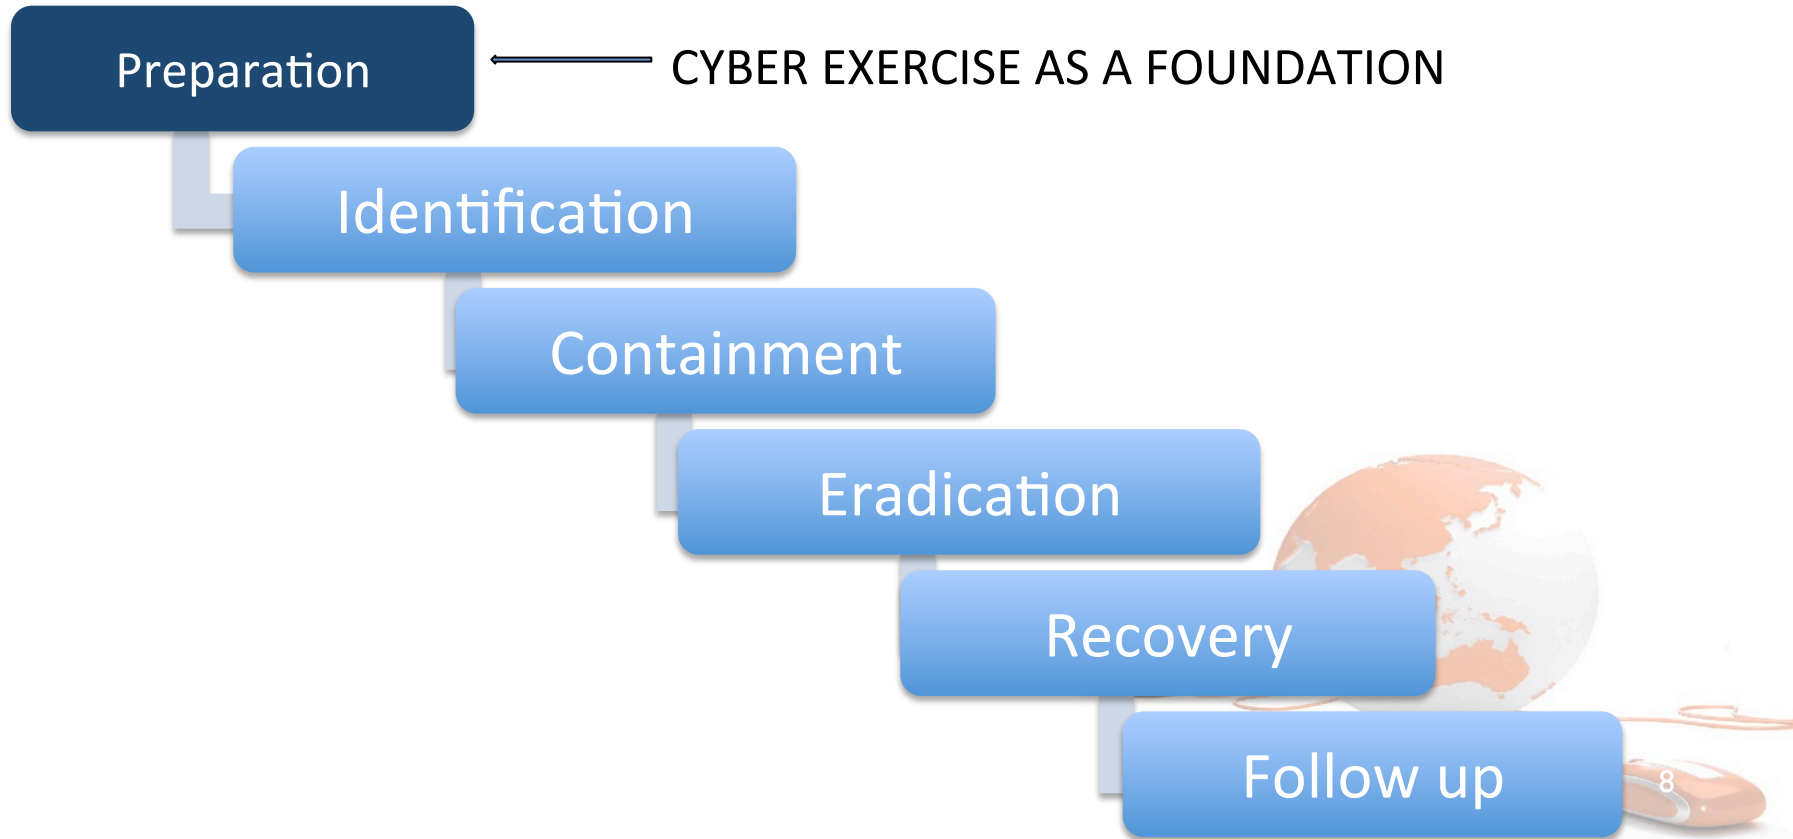 Preparation
CYBER EXERCISE AS A FOUNDATION
Identification
Containment
Eradication
Recovery
Follow up
8